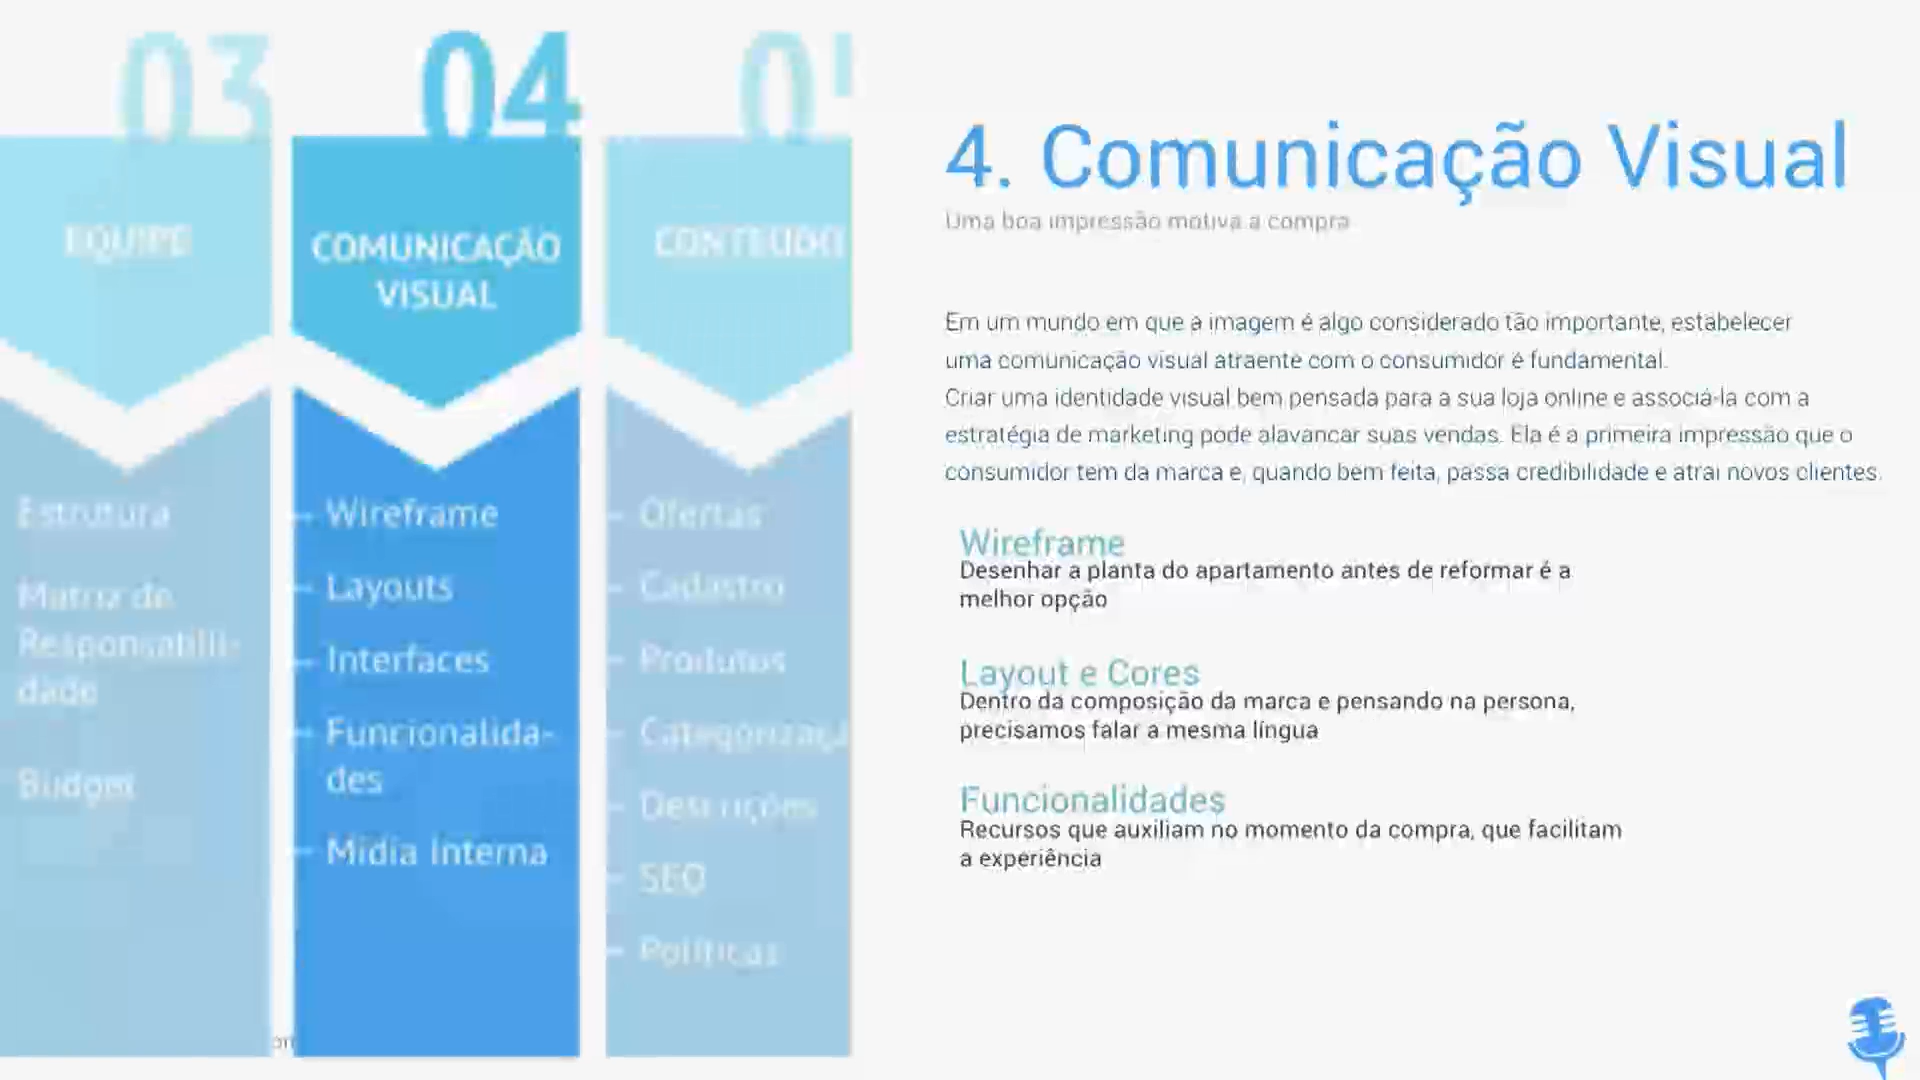 03
EQUIPE
Estrutura
Matriz de
Responsabili-
dade
Budget
04
COMUNICAÇÃO
VISUAL
- Wireframe
- Layouts
- Interfaces
- Funcionalida-
des
- Mídia Interna
CONTEÚDO
- Ofertas
- Cadastro
- Produtos
- Categorizaçã
- Descrições
- SEO
- Políticas
4. Comunicação Visual
Uma boa impressão motiva a compra
Em um mundo em que a imagem é algo considerado tão importante, estabelecer
uma comunicação visual atraente com o consumidor é fundamental.
Criar uma identidade visual bem pensada para a sua loja online e associá-la com a
estratégia de marketing pode alavancar suas vendas. Ela é a primeira impressão que o
consumidor tem da marca e, quando bem feita, passa credibilidade e atrai novos clientes.
Wireframe
Desenhar a planta do apartamento antes de reformar é a
melhor opção
Layout e Cores
Dentro da composição da marca e pensando na persona,
precisamos falar a mesma língua
Funcionalidades
Recursos que auxiliam no momento da compra, que facilitam
a experiência